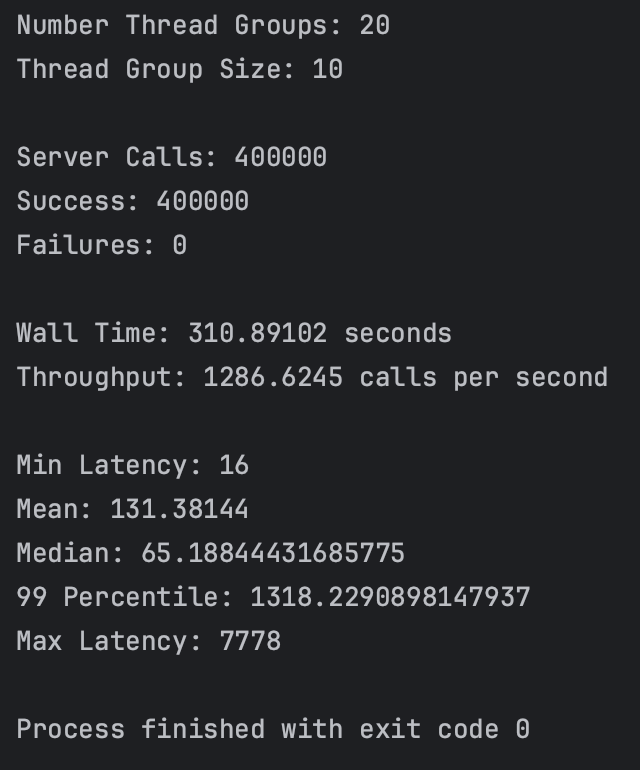 Number Thread Groups: 20
Thread Group Size: 10
Server Calls: 400000
Success: 400000
Failures: 0
Wall Time: 310.89102 seconds
Throughput: 1286.6245 calls per second
Min Latency: 16
Mean: 131.38144
Median: 65.18844431685775
99 Percentile: 1318.2290898147937
Max Latency: 7778
Process finished with exit code 0